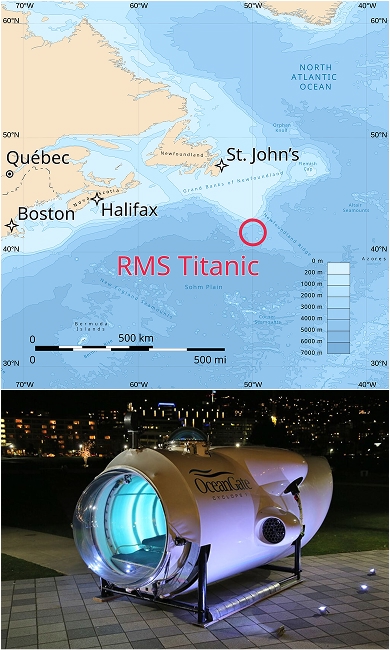 70°W
60°W
50°W
40°W
60°N
60°N
NORTH
ATLANTIC
OCEAN
Orphan
Knoll
50°N
50°N
Québec
Newfoundland
St. John's
Flemish
Cap
Grand Banks of Newfoundland
Nova Scotia
Boston
Halifax
Altair
Seamounts
Newfoundland Ridge
40°N
40°N
Azores
RMS Titanic
New England Seamounts
Sohm Plain
0 m
200 m
1000 m
2000 m
3000 m
4000 m
5000 m
6000 m
7000 m
Corner
Seamounts
Bermuda
Islands
0
500 km
0
500 mi
30°N
30°N
70°W
60°W
50°W
40°W
OceanGate
CYCLOPS